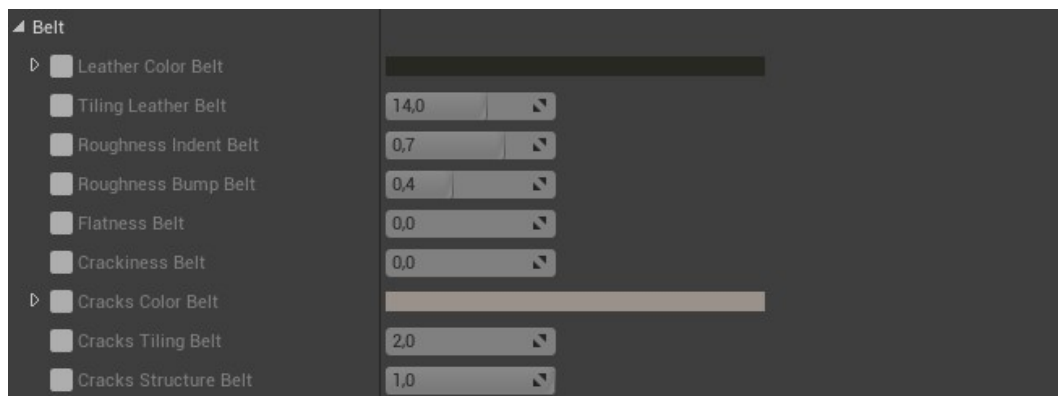 Belt
Leather Color Belt
Tiling Leather Belt 14,0
Roughness Indent Belt 0,7
Roughness Bump Belt 0,4
Flatness Belt 0,0
Crackiness Belt 0,0
Cracks Color Belt
Cracks Tiling Belt 2,0
Cracks Structure Belt 1,0